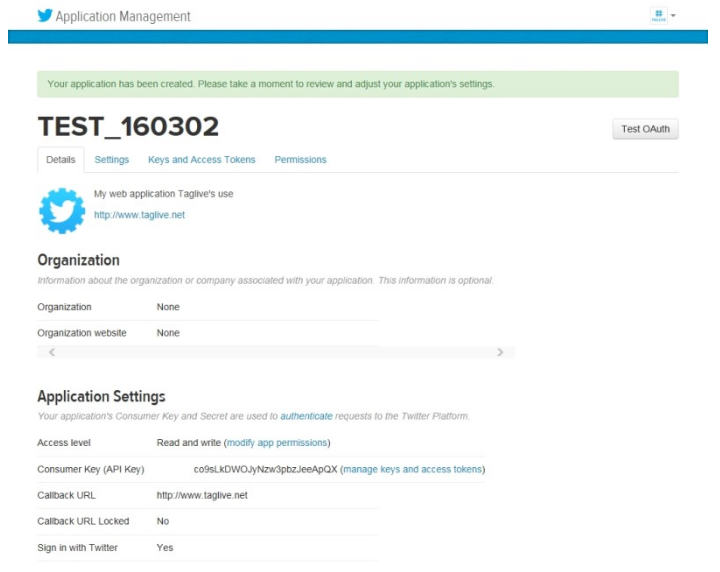 Application Management
Your application has been created. Please take a moment to review and adjust your application's settings.
TEST_160302
Test OAuth
Details Settings Keys and Access Tokens Permissions
My web application Taglive's use
http://www.taglive.net
Organization
Information about the organization or company associated with your application. This information is optional.
Organization None
Organization website None
Application Settings
Your application's Consumer Key and Secret are used to authenticate requests to the Twitter Platform.
Access level Read and write (modify app permissions)
Consumer Key (API Key) co9sLkDWOJyNzw3pbzJeeApQX (manage keys and access tokens)
Callback URL http://www.taglive.net
Callback URL Locked No
Sign in with Twitter Yes